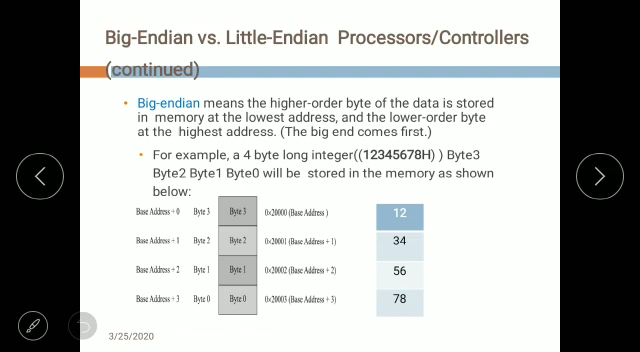 Big-Endian vs. Little-Endian Processors/Controllers
(continued)
• Big-endian means the higher-order byte of the data is stored
in memory at the lowest address, and the lower-order byte
at the highest address. (The big end comes first.)
• For example, a 4 byte long integer((12345678H) ) Byte3
Byte2 Byte1 Byte0 will be stored in the memory as shown
below:
Base Address + 0 Byte 3 Byte 3 0×20000 (Base Address ) 12
Base Address + 1 Byte 2 Byte 2 0×20001 (Base Address + 1) 34
Base Address + 2 Byte 1 Byte 1 0×20002 (Base Address + 2) 56
Base Address + 3 Byte 0 Byte 0 0×20003 (Base Address + 3) 78
3/25/2020